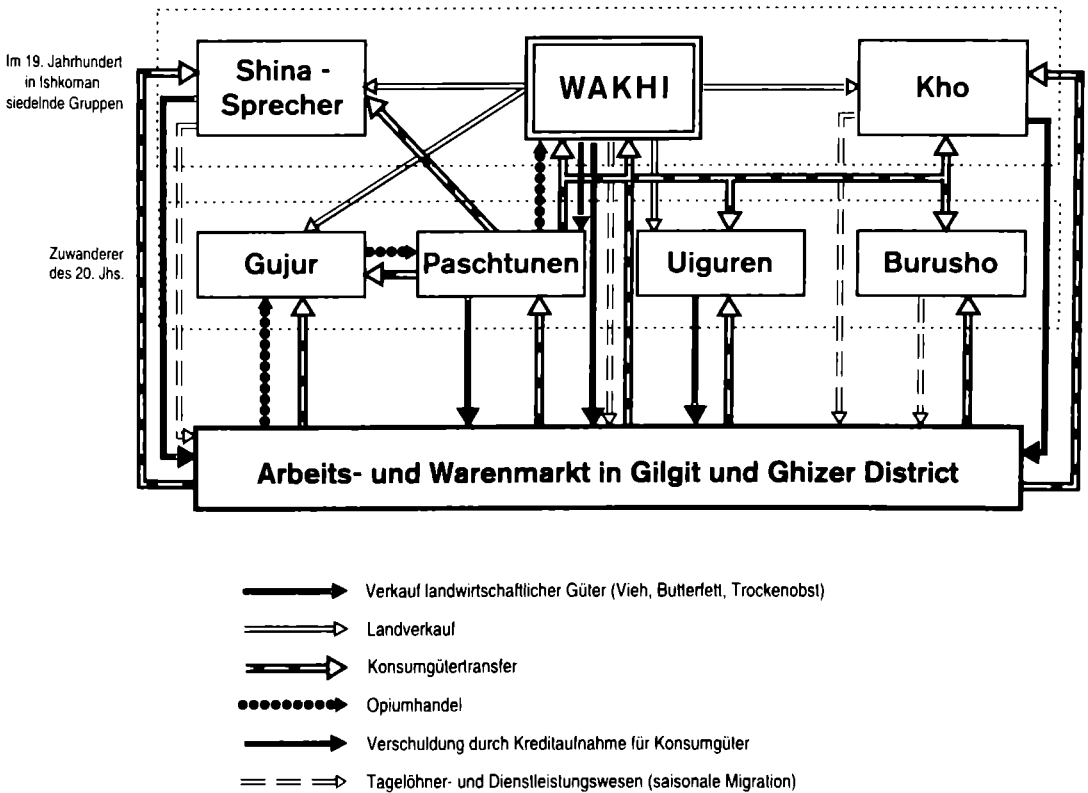 Im 19. Jahrhundert
in Ishkoman
siedelnde Gruppen
Shina -
Sprecher
WAKHI
Kho
Zuwanderer
des 20. Jhs.
Gujur
Paschtunen
Uiguren
Burusho
Arbeits- und Warenmarkt in Gilgit und Ghizer District
Verkauf landwirtschaftlicher Güter (Vieh, Butterfett, Trockenobst)
Landverkauf
Konsumgütertransfer
Opiumhandel
Verschuldung durch Kreditaufnahme für Konsumgüter
Tagelöhner- und Dienstleistungswesen (saisonale Migration)